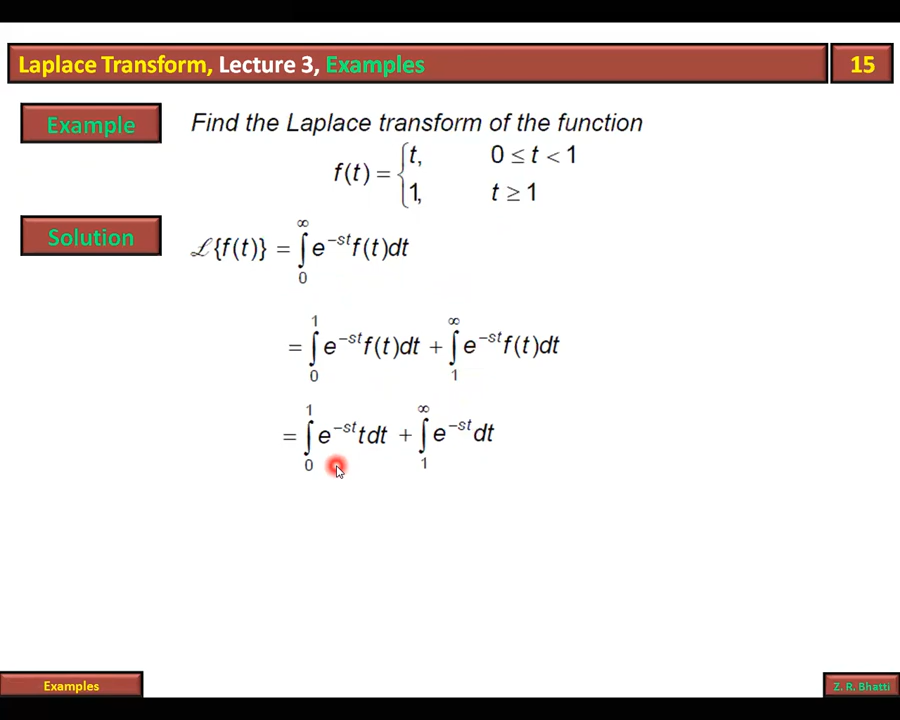 Laplace Transform, Lecture 3, Examples 15
Example Find the Laplace transform of the function
f(t) = { t, 0 ≤ t < 1
1, t ≥ 1
Solution ℒ{f(t)} = ∫₀^∞ e^{-st} f(t)dt
= ∫₀^1 e^{-st} f(t)dt + ∫₁^∞ e^{-st} f(t)dt
= ∫₀^1 e^{-st} tdt + ∫₁^∞ e^{-st} dt
Examples Z. R. Bhatti